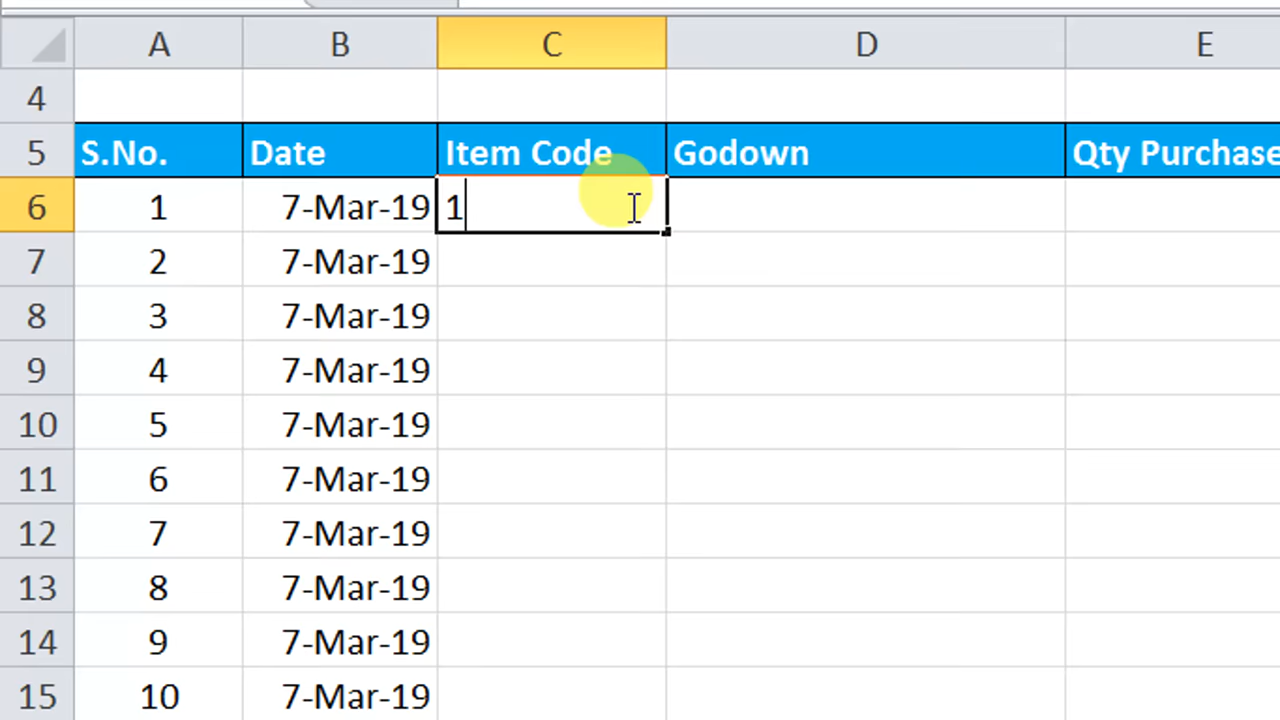 A B C D E
4
5 S.No. Date Item Code Godown Qty Purchase
6 1 7-Mar-19 1
7 2 7-Mar-19
8 3 7-Mar-19
9 4 7-Mar-19
10 5 7-Mar-19
11 6 7-Mar-19
12 7 7-Mar-19
13 8 7-Mar-19
14 9 7-Mar-19
15 10 7-Mar-19